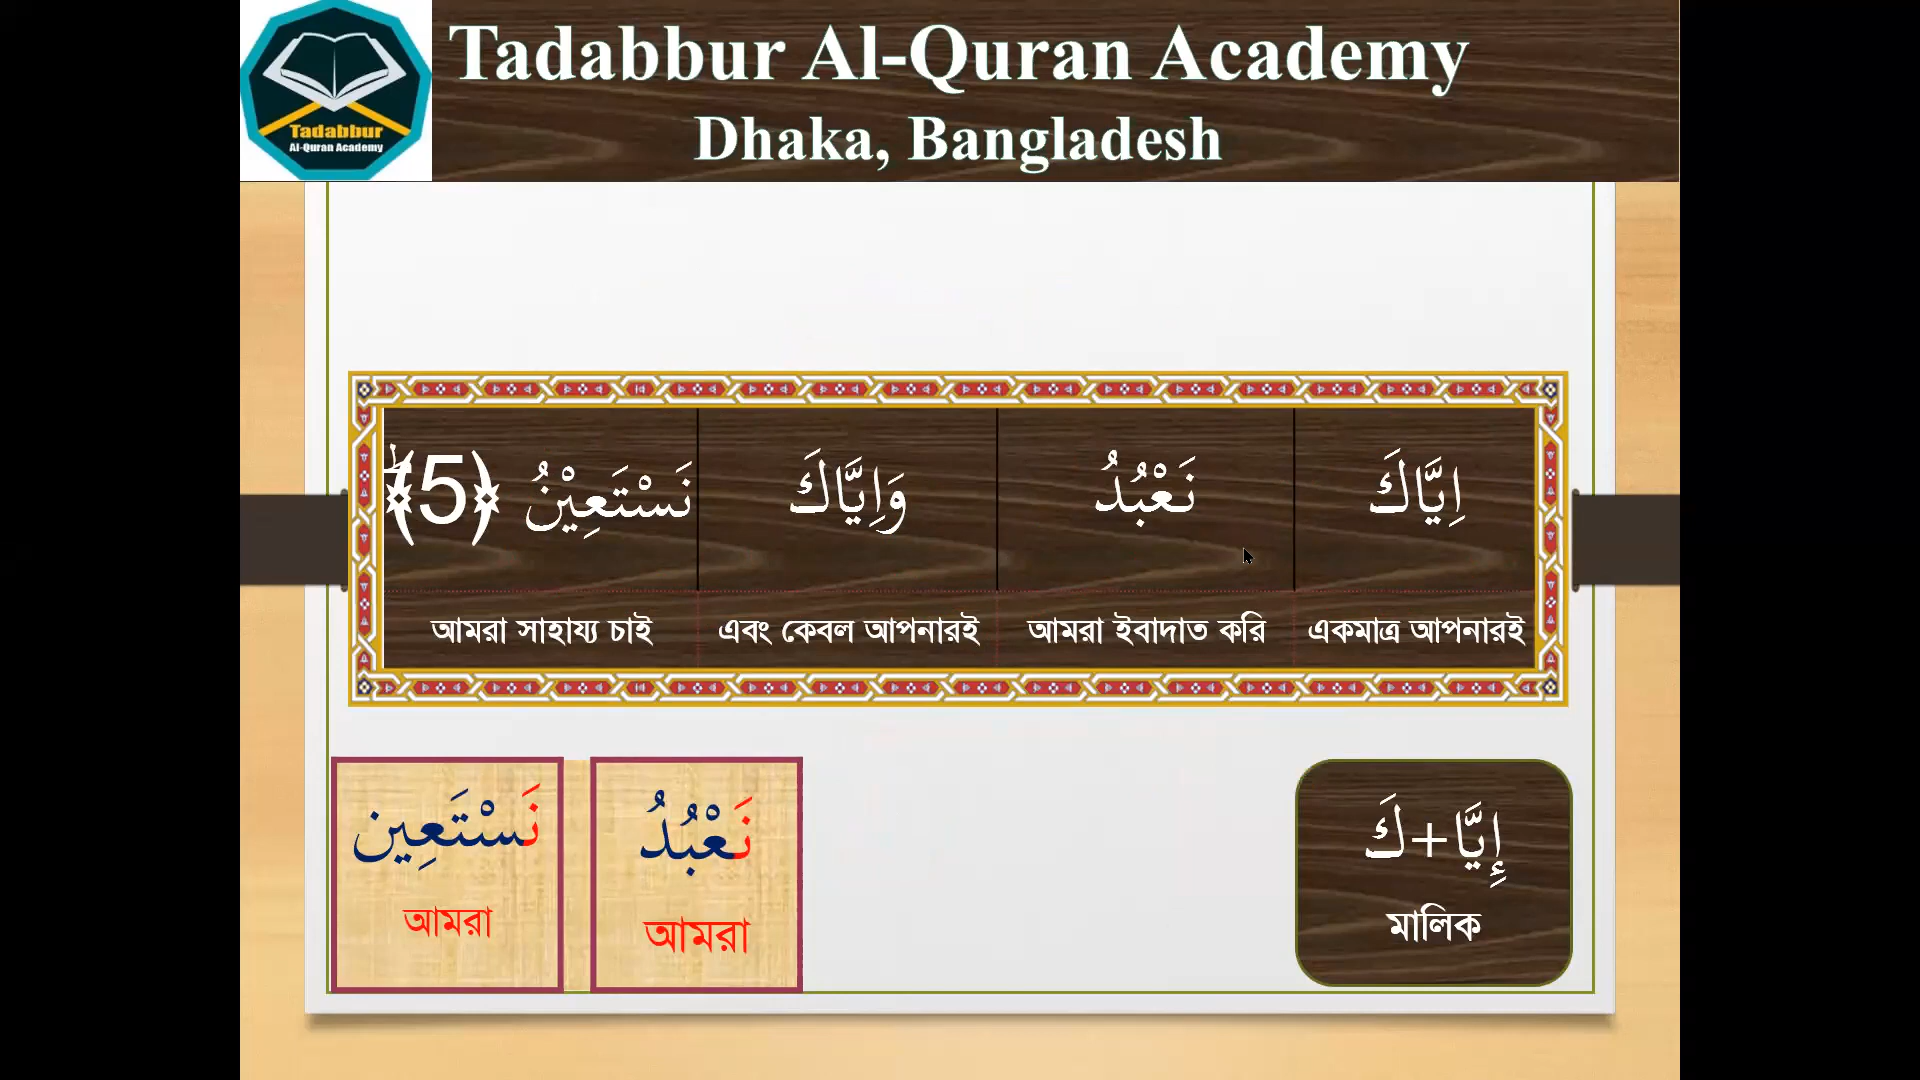 Tadabbur Al-Quran Academy
Dhaka, Bangladesh
Tadabbur
Al-Quran Academy
اِيَّاكَ نَعْبُدُ وَاِيَّاكَ نَسْتَعِيْنُ ﴿5﴾ؕ
একমাত্র আপনারই আমরা ইবাদাত করি এবং কেবল আপনারই আমরা সাহায্য চাই
إِيَّا+كَ
মালিক
نَعْبُدُ
আমরা
نَسْتَعِين
আমরা